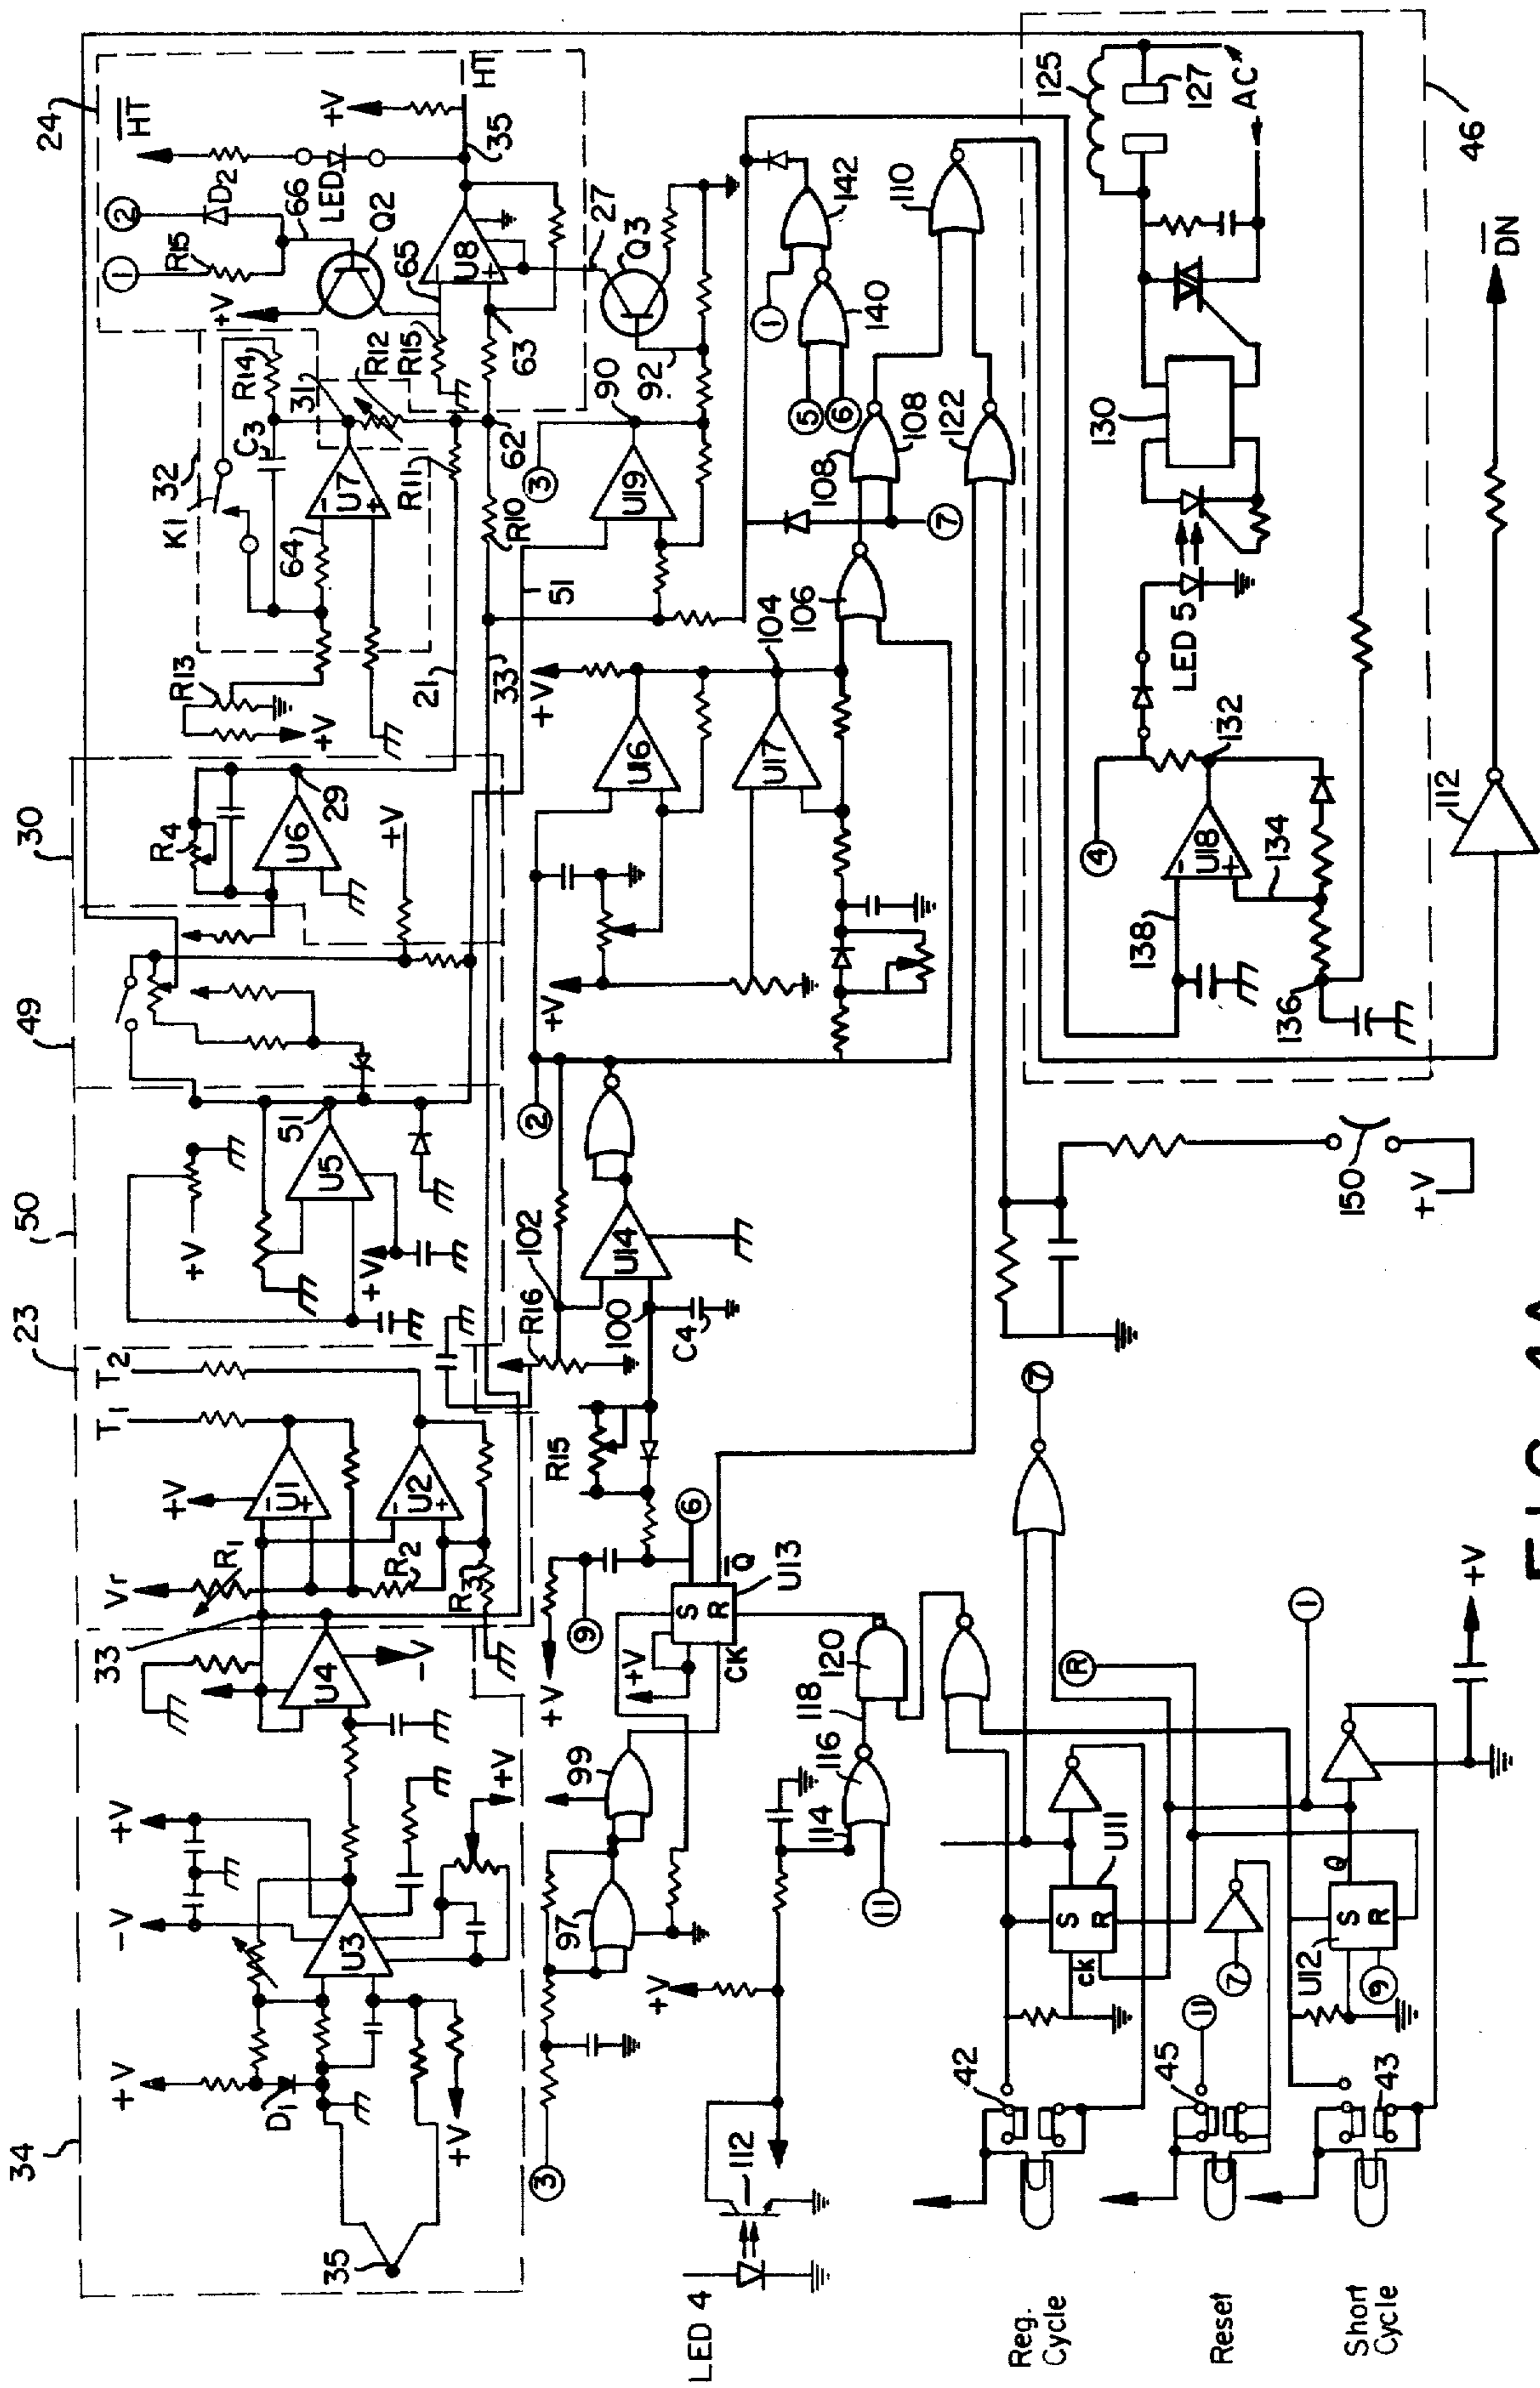 34
23
50
49
30
24
+V
-V
+V
D1
35
+V
U3
+V
33
U4
-V
Vr
R1
+V
T1
T2
U1
- +
R2
U2
- +
R3
+V
+V
U5
51
R4
U6
29
+V
R13
+V
K1
32
C3
R14
64
U7
- +
31
R12
R11
21
33
R10
62
51
1
2
R15
D2
66
HT
LED
Q2
+V
+V
65
R15
U8
- +
63
35
HT
27
Q3
90
92
3
U19
3
97
99
+V
9
+V
S
R
CK
Q
U13
6
R15
R16
102
100
C4
U14
2
+V
+V
U16
U17
104
106
108
108
7
122
5
6
140
1
142
110
LED 4
112
+V
114
11
116
118
120
Reg.
Cycle
42
S
R
ck
U11
R
7
Reset
45
11
7
Short
Cycle
43
U12
S
R
Q
9
1
+V
150
+V
46
4
U18
- +
132
134
136
138
LED 5
130
125
127
AC
112
DN
FIG. 4A